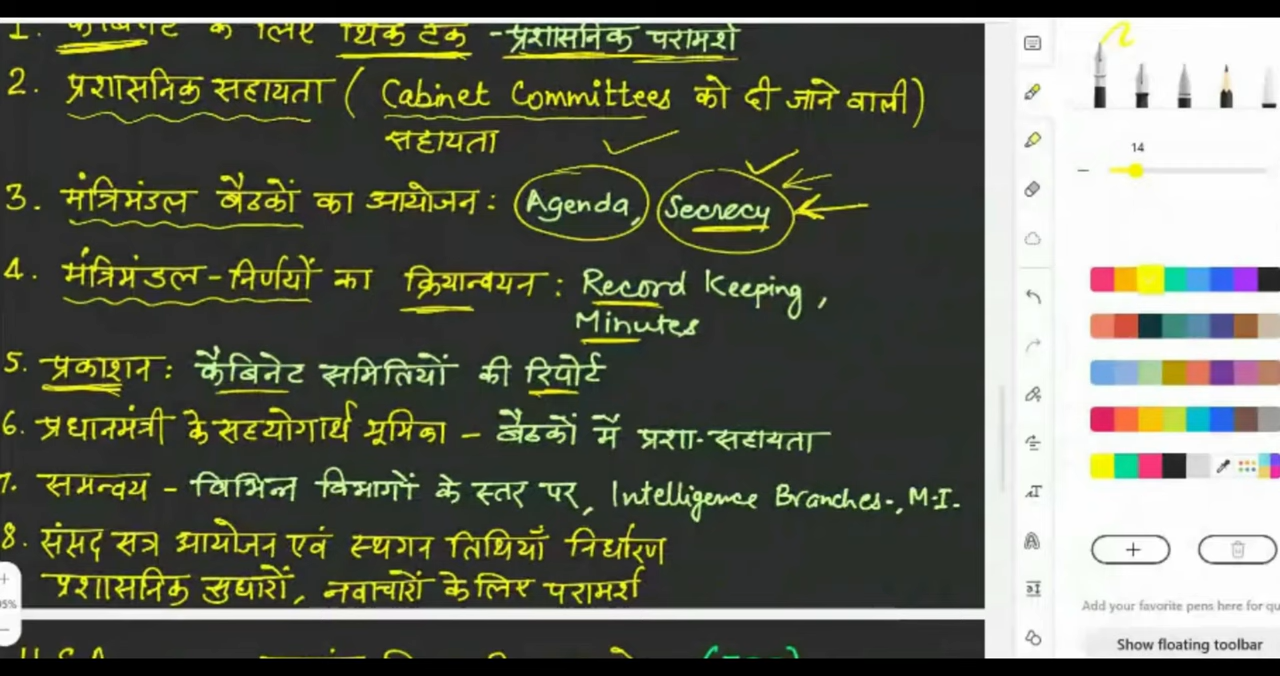 1. कैबिनेट के लिए थिंक टैंक - प्रशासनिक परामर्श
2. प्रशासनिक सहायता ( Cabinet Committees को दी जाने वाली )
सहायता
3. मंत्रिमंडल बैठकों का आयोजन : Agenda, Secrecy
4. मंत्रिमंडल - निर्णयों का क्रियान्वयन : Record Keeping ,
Minutes
5. प्रकाशन : कैबिनेट समितियों की रिपोर्ट
6. प्रधानमंत्री के सहयोगार्थ भूमिका - बैठकों में प्रशा. सहायता
7. समन्वय - विभिन्न विभागों के स्तर पर, Intelligence Branches-, M.I.
8. संसद सत्र आयोजन एवं स्थगन तिथियाँ निर्धारण
प्रशासनिक सुधारों, नवाचारों के लिए परामर्श
14
95%
Add your favorite pens here for qu
Show floating toolbar